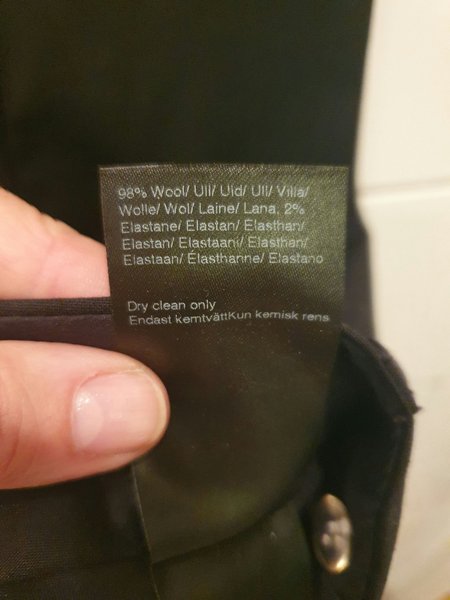 98% Wool/ Ull/ Uld/ Ull/ Villa/
Wolle/ Wol/ Laine/ Lana, 2%
Elastane/ Elastan/ Elasthan/
Elastan/ Elastaani/ Elasthan/
Elastaan/ Élasthanne/ Elastano
Dry clean only
Endast kemtvättKun kemisk rens